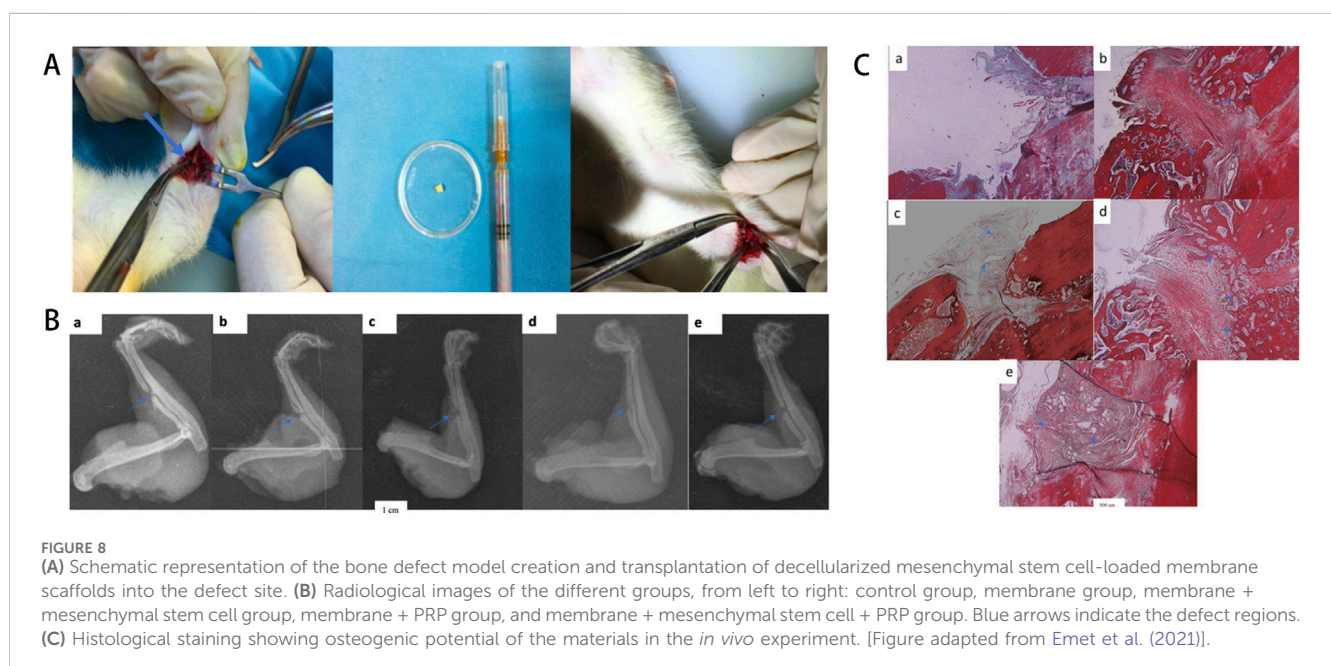 A
B
a
b
c
d
e
1 cm
C
a
b
c
d
e
500 µm
FIGURE 8
(A) Schematic representation of the bone defect model creation and transplantation of decellularized mesenchymal stem cell-loaded membrane
scaffolds into the defect site. (B) Radiological images of the different groups, from left to right: control group, membrane group, membrane +
mesenchymal stem cell group, membrane + PRP group, and membrane + mesenchymal stem cell + PRP group. Blue arrows indicate the defect regions.
(C) Histological staining showing osteogenic potential of the materials in the in vivo experiment. [Figure adapted from Emet et al. (2021)].